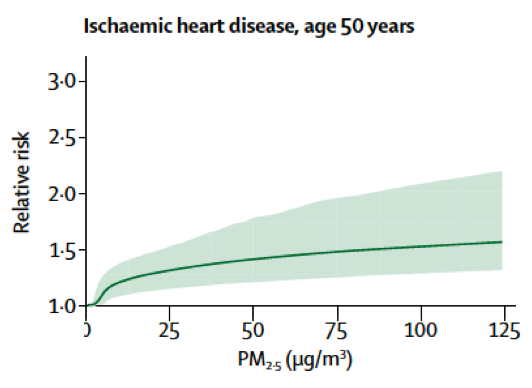 Ischaemic heart disease, age 50 years
Relative risk
3·0
2·5
2·0
1·5
1·0
0 25 50 75 100 125
PM2·5 (μg/m³)